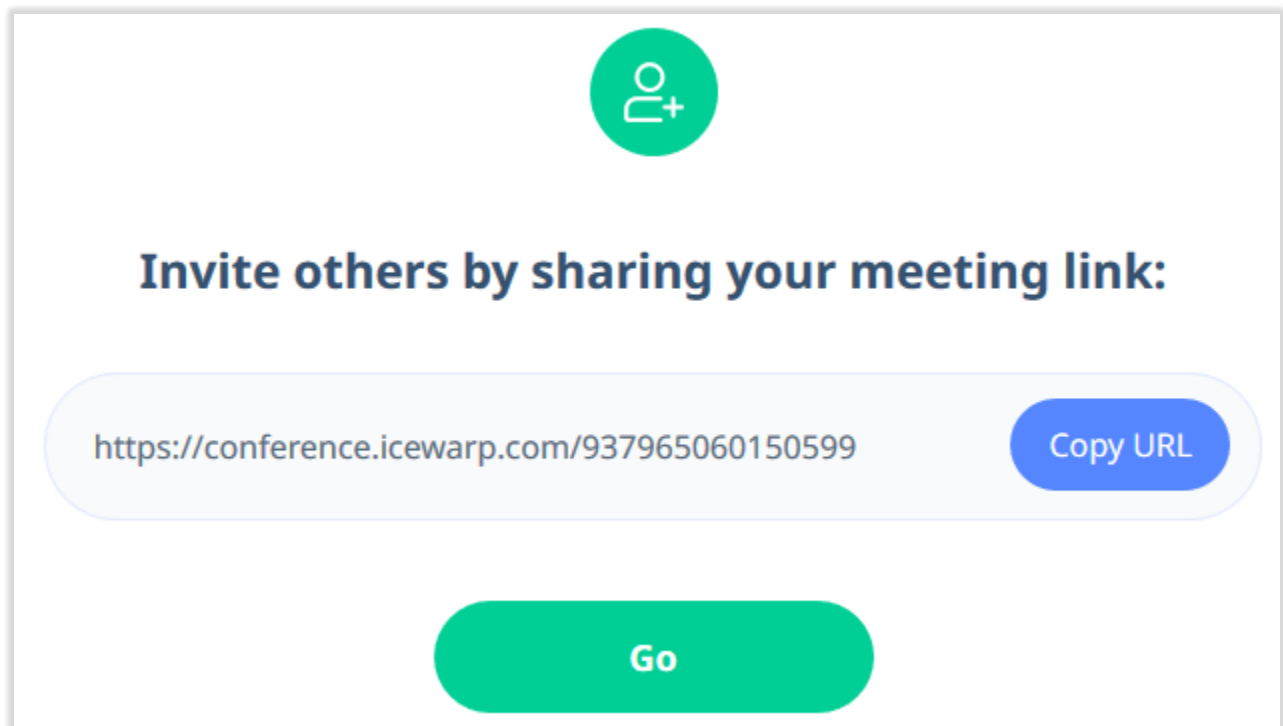 Invite others by sharing your meeting link:
https://conference.icewarp.com/937965060150599
Copy URL
Go